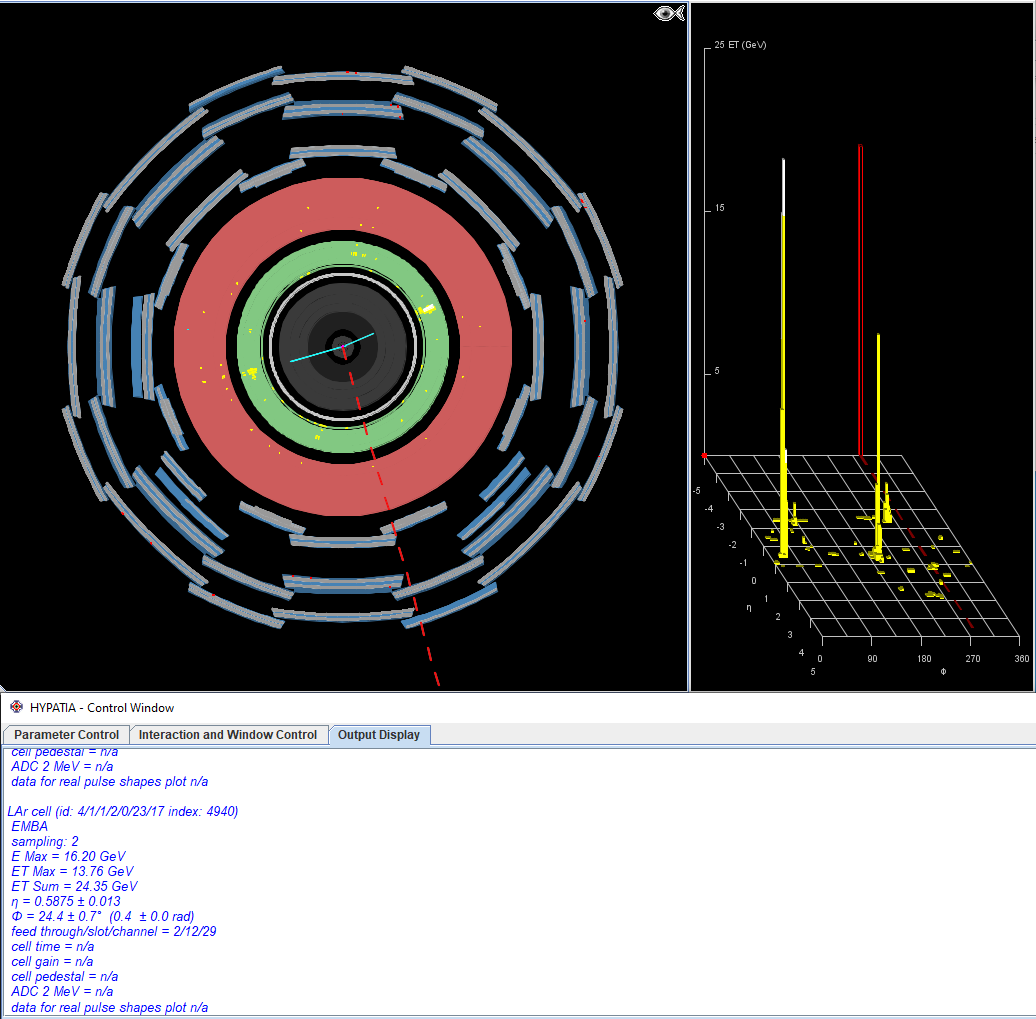 25 ET (GeV)
15
5
-5
-4
-3
-2
-1
0
1
η
2
3
4
5
0
90
180
270
360
Φ
HYPATIA - Control Window
Parameter Control
Interaction and Window Control
Output Display
cell pedestal = n/a
ADC 2 MeV = n/a
data for real pulse shapes plot n/a
LAr cell (id: 4/1/1/2/0/23/17 index: 4940)
EMBA
sampling: 2
E Max = 16.20 GeV
ET Max = 13.76 GeV
ET Sum = 24.35 GeV
η = 0.5875 ± 0.013
Φ = 24.4 ± 0.7° (0.4 ± 0.0 rad)
feed through/slot/channel = 2/12/29
cell time = n/a
cell gain = n/a
cell pedestal = n/a
ADC 2 MeV = n/a
data for real pulse shapes plot n/a